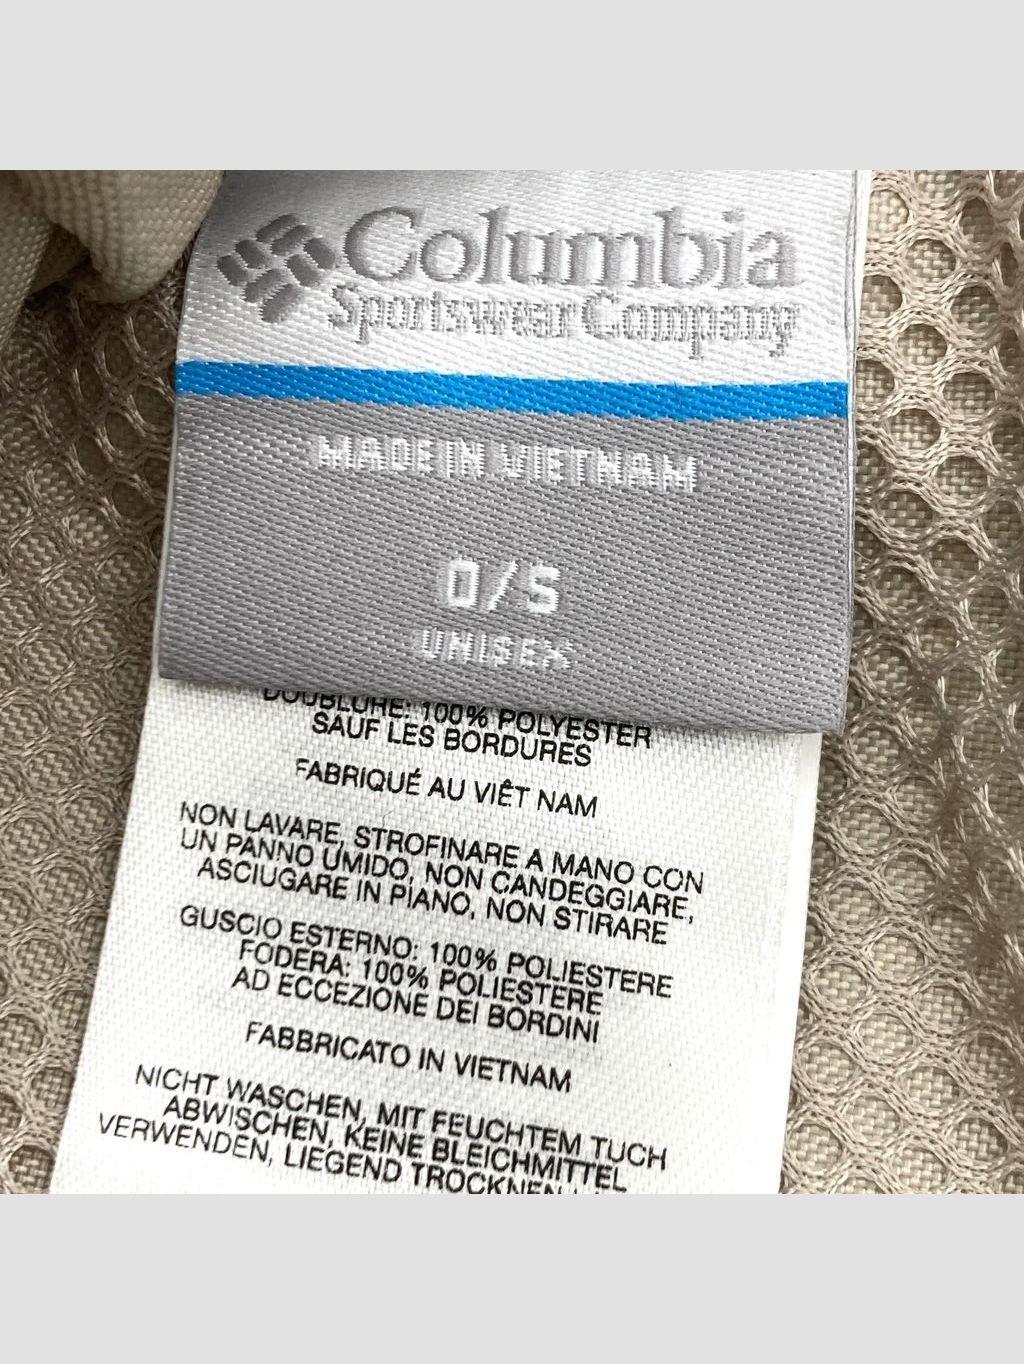 Columbia
Sportswear Company
MADE IN VIETNAM
O/S
UNISEX
DOUBLURE: 100% POLYESTER
SAUF LES BORDURES
FABRIQUÉ AU VIÊT NAM
NON LAVARE, STROFINARE A MANO CON
UN PANNO UMIDO, NON CANDEGGIARE,
ASCIUGARE IN PIANO, NON STIRARE
GUSCIO ESTERNO: 100% POLIESTERE
FODERA: 100% POLIESTERE
AD ECCEZIONE DEI BORDINI
FABBRICATO IN VIETNAM
NICHT WASCHEN, MIT FEUCHTEM TUCH
ABWISCHEN, KEINE BLEICHMITTEL
VERWENDEN, LIEGEND TROCKNEN